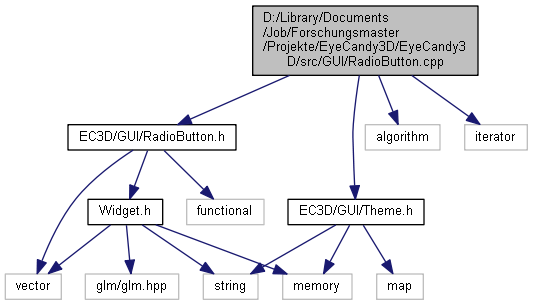 D:/Library/Documents
/Job/Forschungsmaster
/Projekte/EyeCandy3D/EyeCandy3
D/src/GUI/RadioButton.cpp
EC3D/GUI/RadioButton.h
algorithm
iterator
Widget.h
functional
EC3D/GUI/Theme.h
vector
glm/glm.hpp
string
memory
map